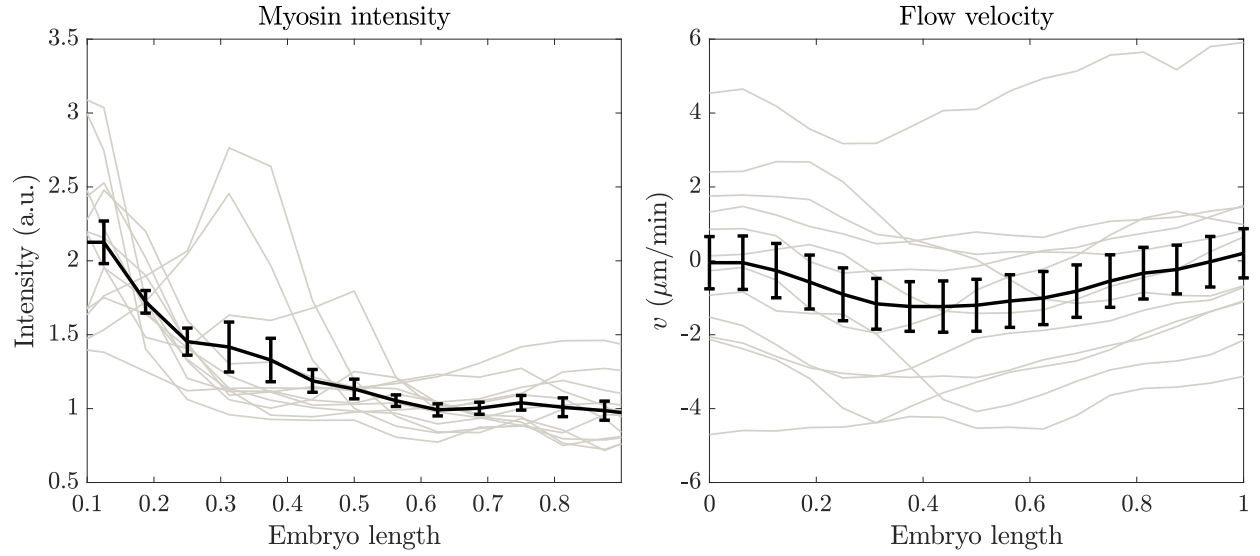 Myosin intensity
3.5
3
2.5
2
1.5
1
0.5
Intensity (a.u.)
0.1 0.2 0.3 0.4 0.5 0.6 0.7 0.8
Embryo length
Flow velocity
6
4
2
0
-2
-4
-6
v (μm/min)
0 0.2 0.4 0.6 0.8 1
Embryo length